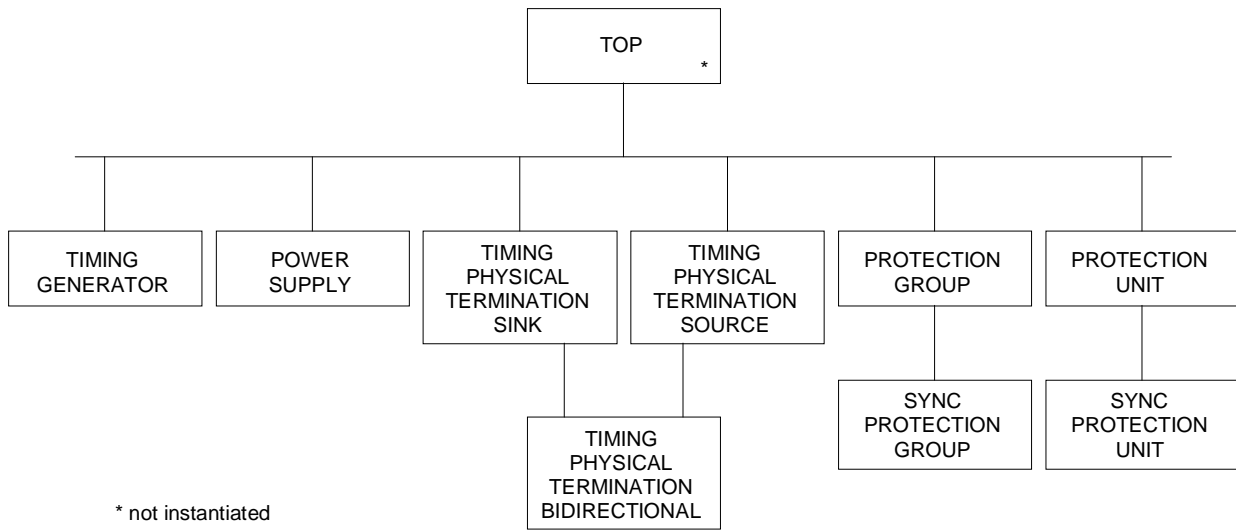 TOP
*
TIMING
GENERATOR
POWER
SUPPLY
TIMING
PHYSICAL
TERMINATION
SINK
TIMING
PHYSICAL
TERMINATION
SOURCE
PROTECTION
GROUP
PROTECTION
UNIT
TIMING
PHYSICAL
TERMINATION
BIDIRECTIONAL
SYNC
PROTECTION
GROUP
SYNC
PROTECTION
UNIT
* not instantiated